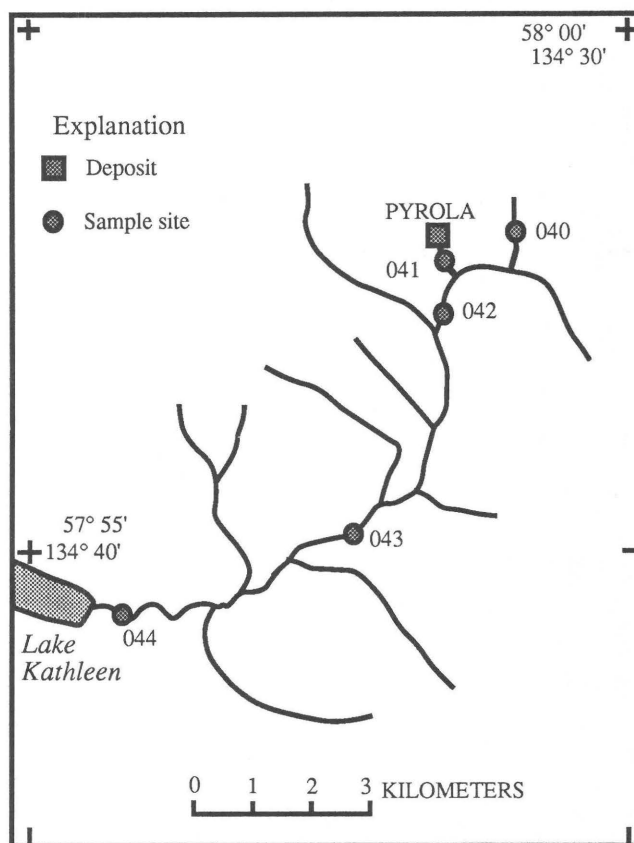 58° 00'
134° 30'
Explanation
Deposit
Sample site
PYROLA
040
041
042
57° 55'
134° 40'
043
044
Lake
Kathleen
0 1 2 3 KILOMETERS